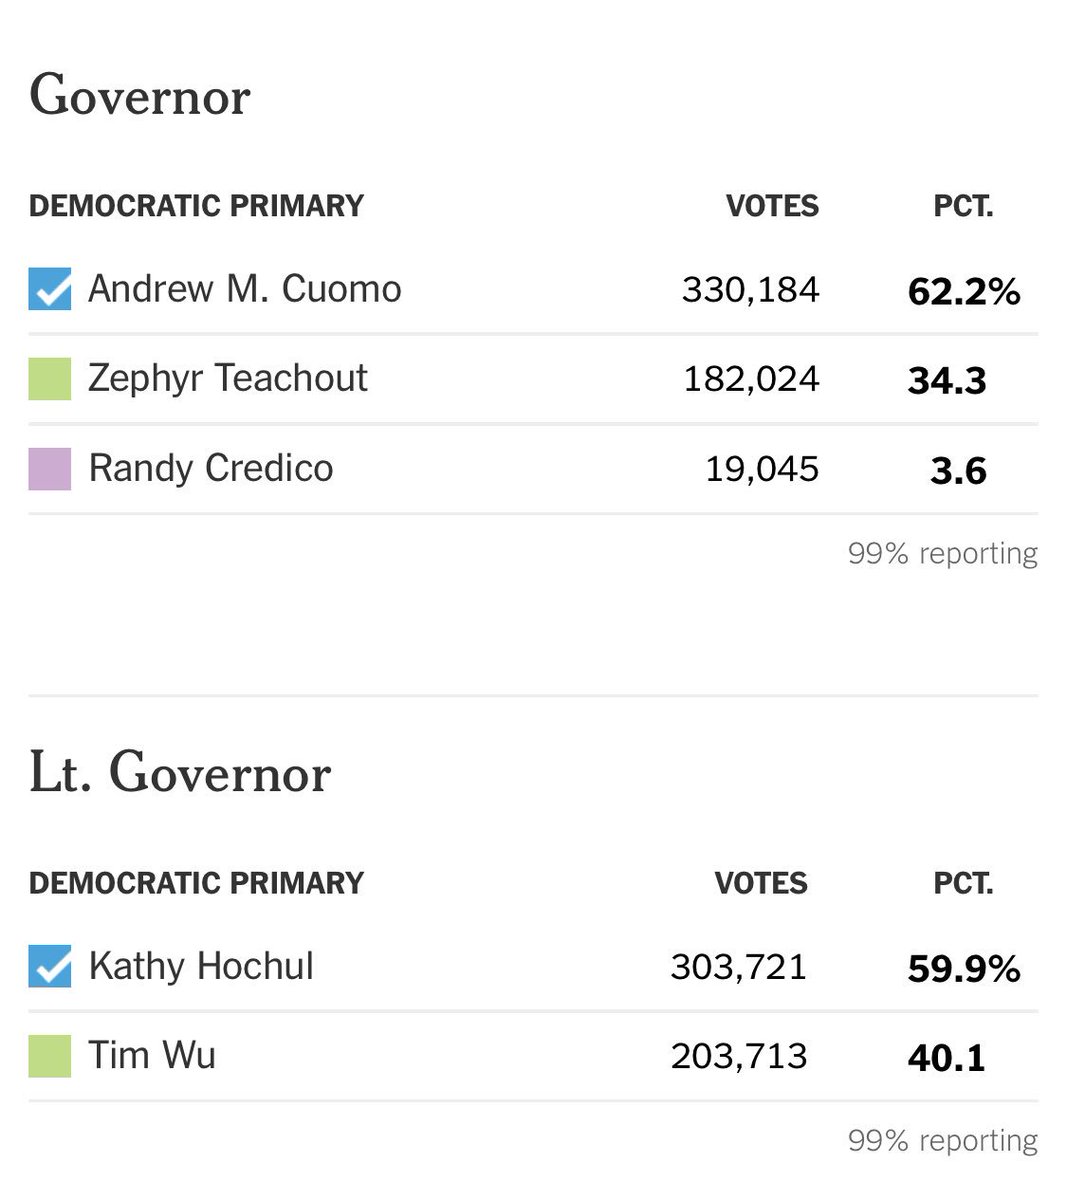 Governor
DEMOCRATIC PRIMARY VOTES PCT.
Andrew M. Cuomo 330,184 62.2%
Zephyr Teachout 182,024 34.3
Randy Credico 19,045 3.6
99% reporting
Lt. Governor
DEMOCRATIC PRIMARY VOTES PCT.
Kathy Hochul 303,721 59.9%
Tim Wu 203,713 40.1
99% reporting